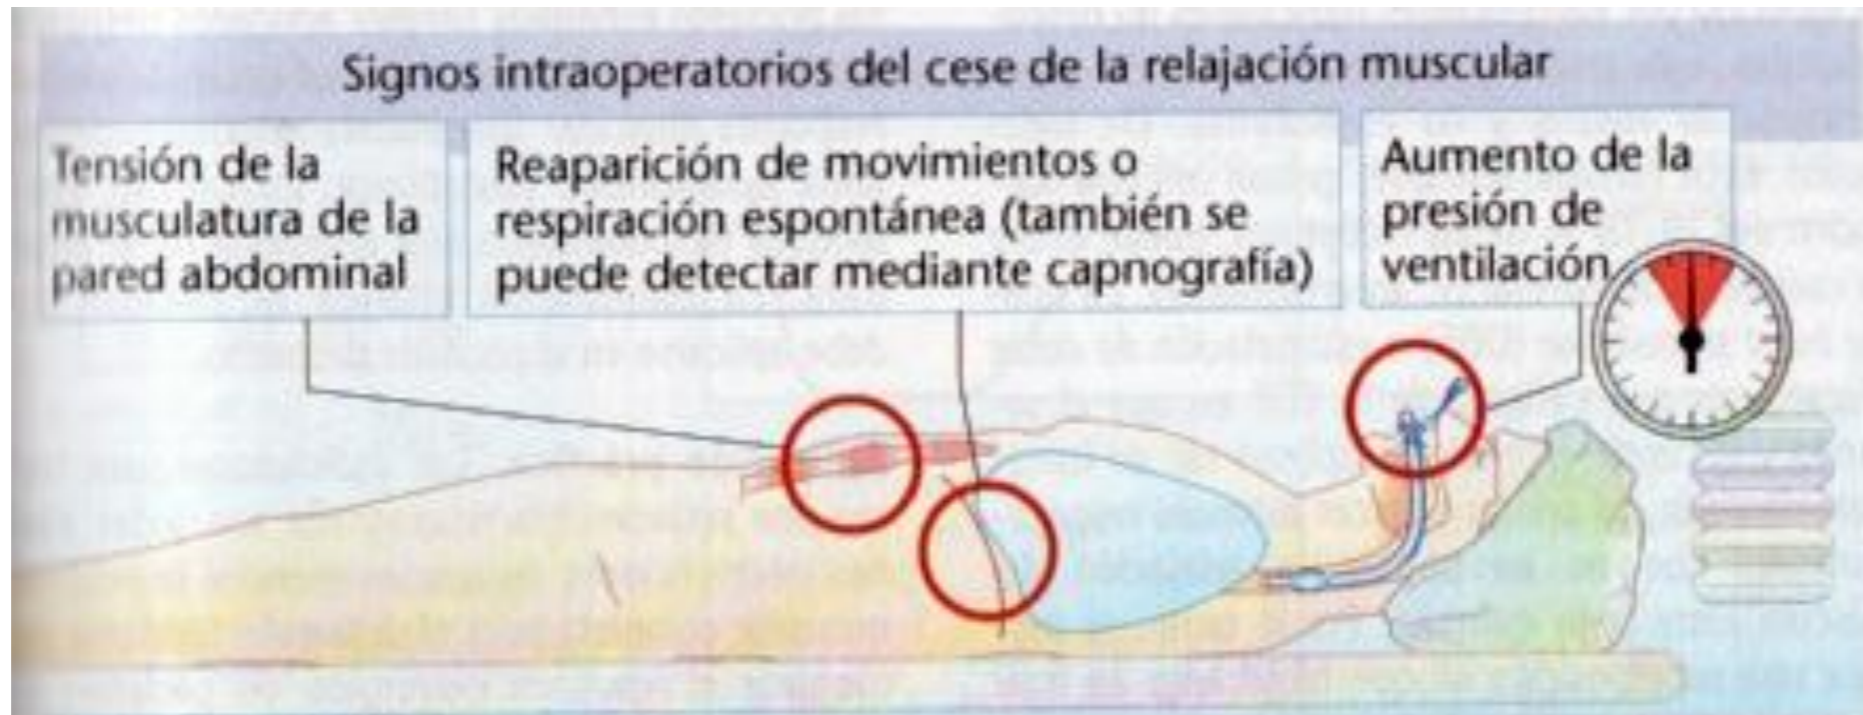 Signos intraoperatorios del cese de la relajación muscular
Tensión de la
musculatura de la
pared abdominal
Reaparición de movimientos o
respiración espontánea (también se
puede detectar mediante capnografía)
Aumento de la
presión de
ventilación